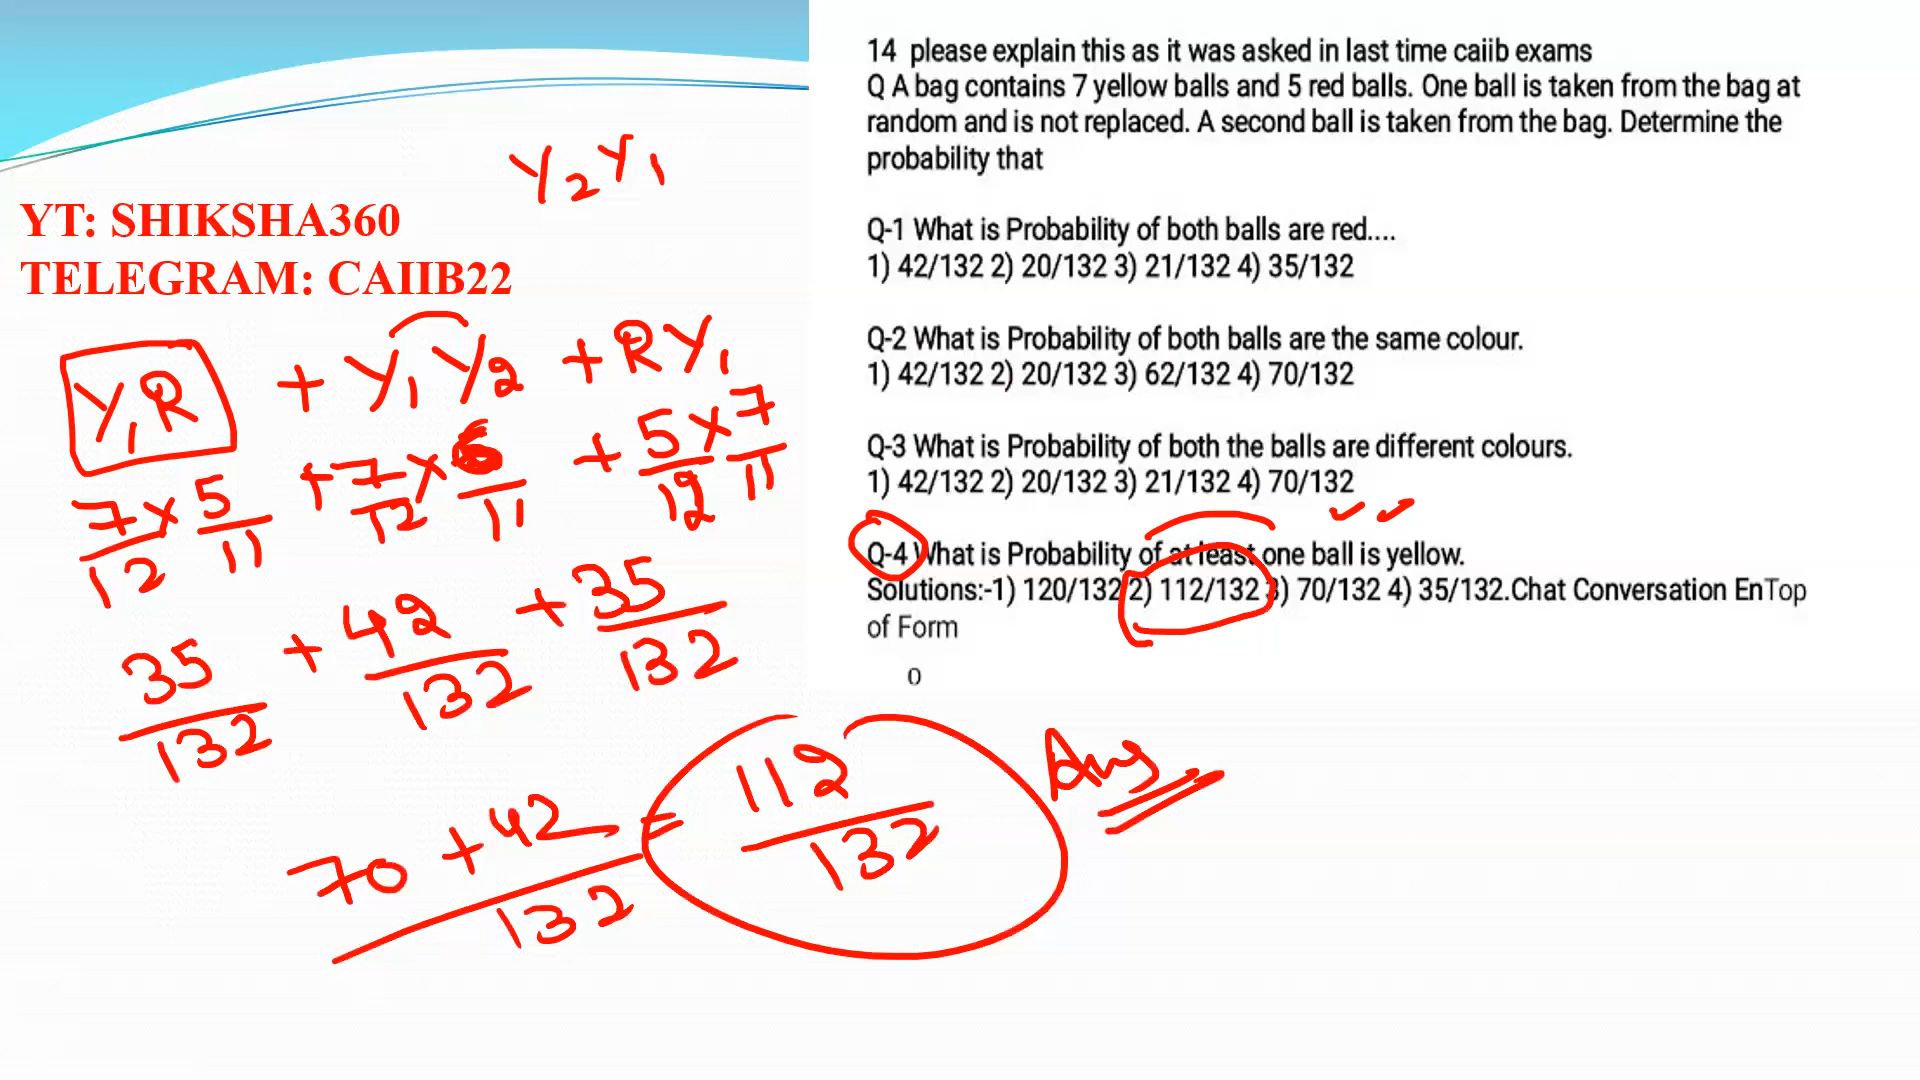 14 please explain this as it was asked in last time caiib exams
Q A bag contains 7 yellow balls and 5 red balls. One ball is taken from the bag at
random and is not replaced. A second ball is taken from the bag. Determine the
probability that
Q-1 What is Probability of both balls are red....
1) 42/132 2) 20/132 3) 21/132 4) 35/132
Q-2 What is Probability of both balls are the same colour.
1) 42/132 2) 20/132 3) 62/132 4) 70/132
Q-3 What is Probability of both the balls are different colours.
1) 42/132 2) 20/132 3) 21/132 4) 70/132
Q-4 What is Probability of at least one ball is yellow.
Solutions:-1) 120/132 2) 112/132 3) 70/132 4) 35/132.Chat Conversation EnTop
of Form
o
Y2 Y1
YT: SHIKSHA360
TELEGRAM: CAIIB22
Y1R + Y1 Y2 + RY1
7/12 × 5/11 + 7/12 × 6/11 + 5/12 × 7/11
35/132 + 42/132 + 35/132
70 + 42/132 = 112/132 Ans